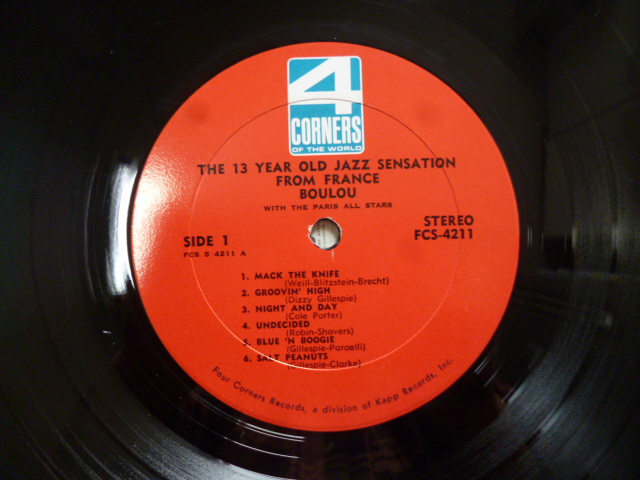 4
CORNERS
OF THE WORLD
THE 13 YEAR OLD JAZZ SENSATION
FROM FRANCE
BOULOU
WITH THE PARIS ALL STARS
SIDE 1
FCS S 4211 A
STEREO
FCS-4211
1. MACK THE KNIFE
(Weill-Blitzstein-Brecht)
2. GROOVIN' HIGH
(Dizzy Gillespie)
3. NIGHT AND DAY
(Cole Porter)
4. UNDECIDED
(Robin-Shavers)
5. BLUE 'N BOOGIE
(Gillespie-Paraelli)
6. SALT PEANUTS
(Gillespie-Clarke)
Four Corners Records, a division of Kapp Records, Inc.